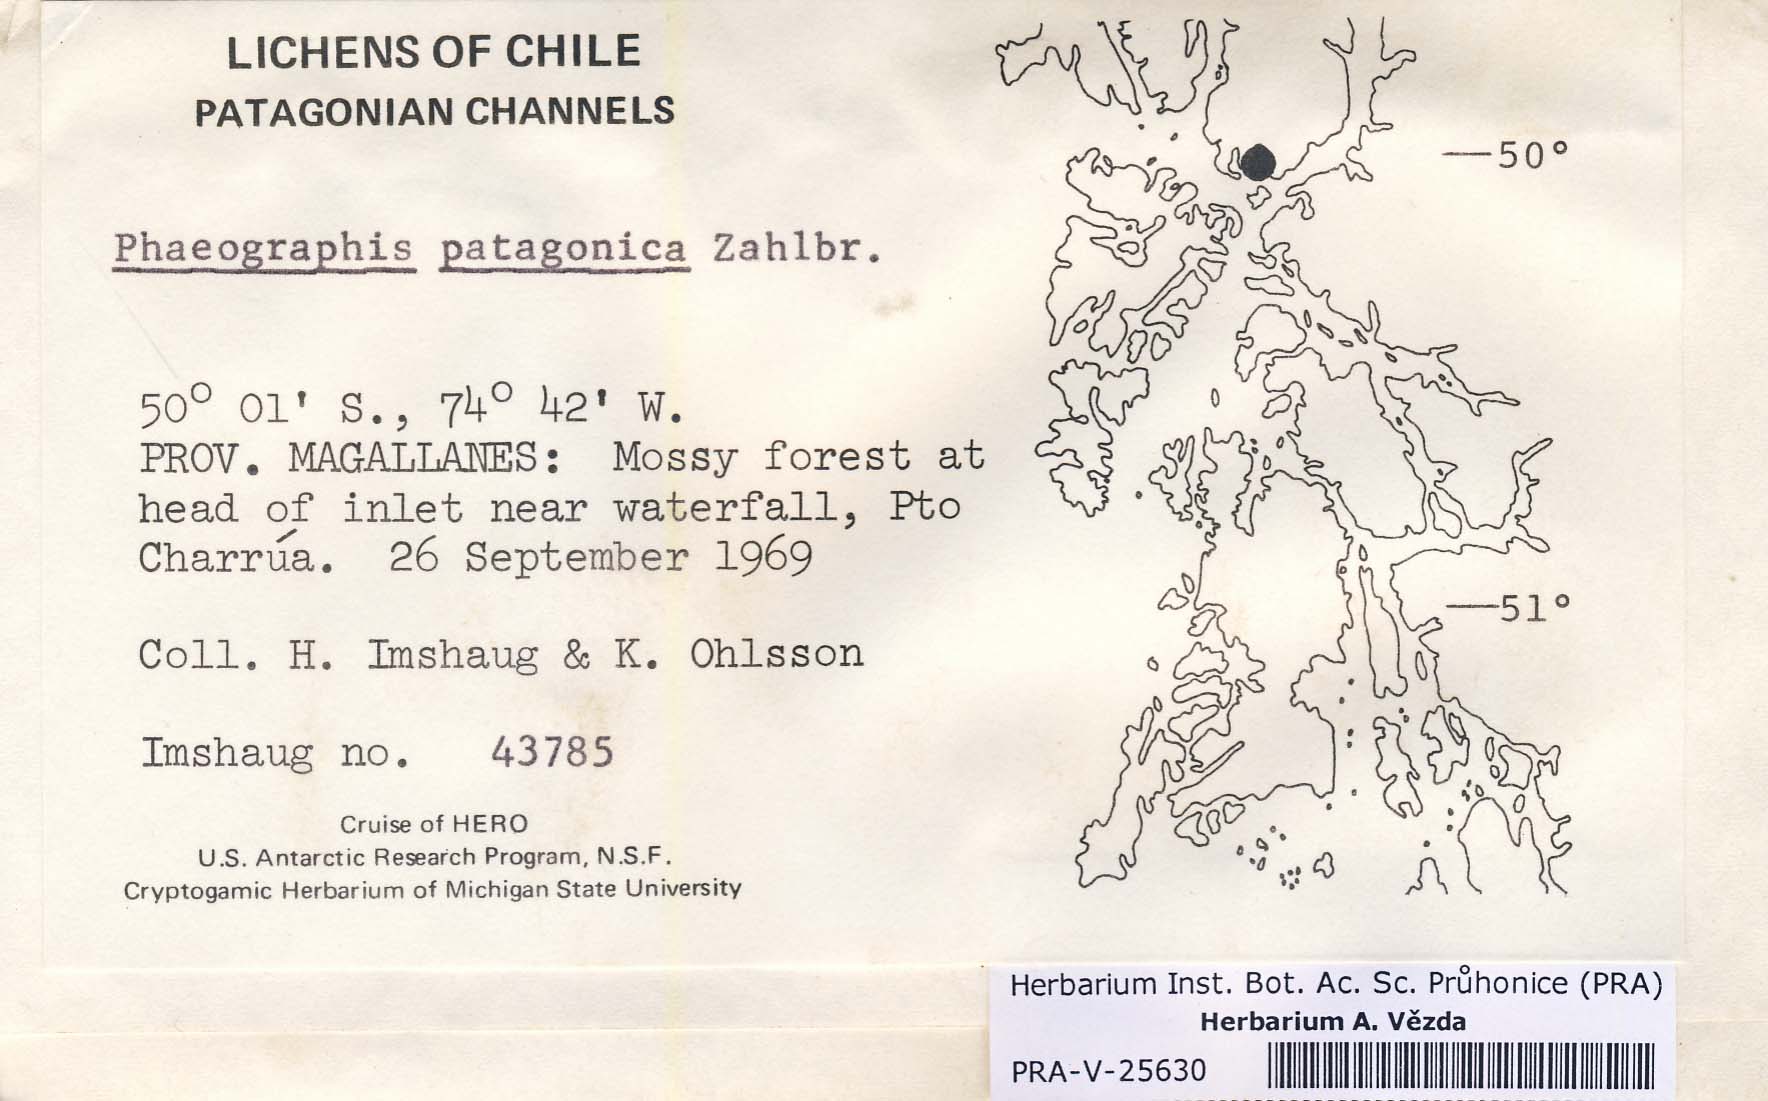 LICHENS OF CHILE
PATAGONIAN CHANNELS
Phaeographis patagonica Zahlbr.
50° 01' S., 74° 42' W.
PROV. MAGALLANES: Mossy forest at
head of inlet near waterfall, Pto
Charrúa. 26 September 1969
Coll. H. Imshaug & K. Ohlsson
Imshaug no. 43785
Cruise of HERO
U.S. Antarctic Research Program, N.S.F.
Cryptogamic Herbarium of Michigan State University
—50°
—51°
Herbarium Inst. Bot. Ac. Sc. Průhonice (PRA)
Herbarium A. Vězda
PRA-V-25630